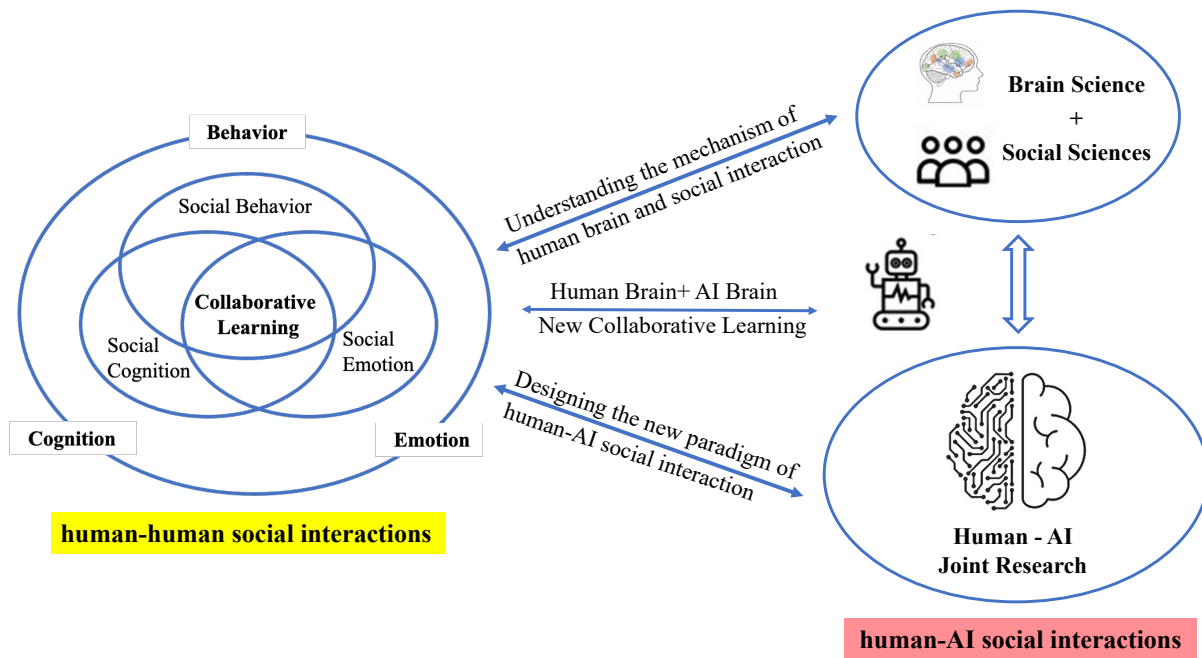 Behavior
Social Behavior
Collaborative
Learning
Social
Cognition
Social
Emotion
Cognition
Emotion
human-human social interactions
Understanding the mechanism of
human brain and social interaction
Human Brain+ AI Brain
New Collaborative Learning
Designing the new paradigm of
human-AI social interaction
Brain Science
+
Social Sciences
Human - AI
Joint Research
human-AI social interactions